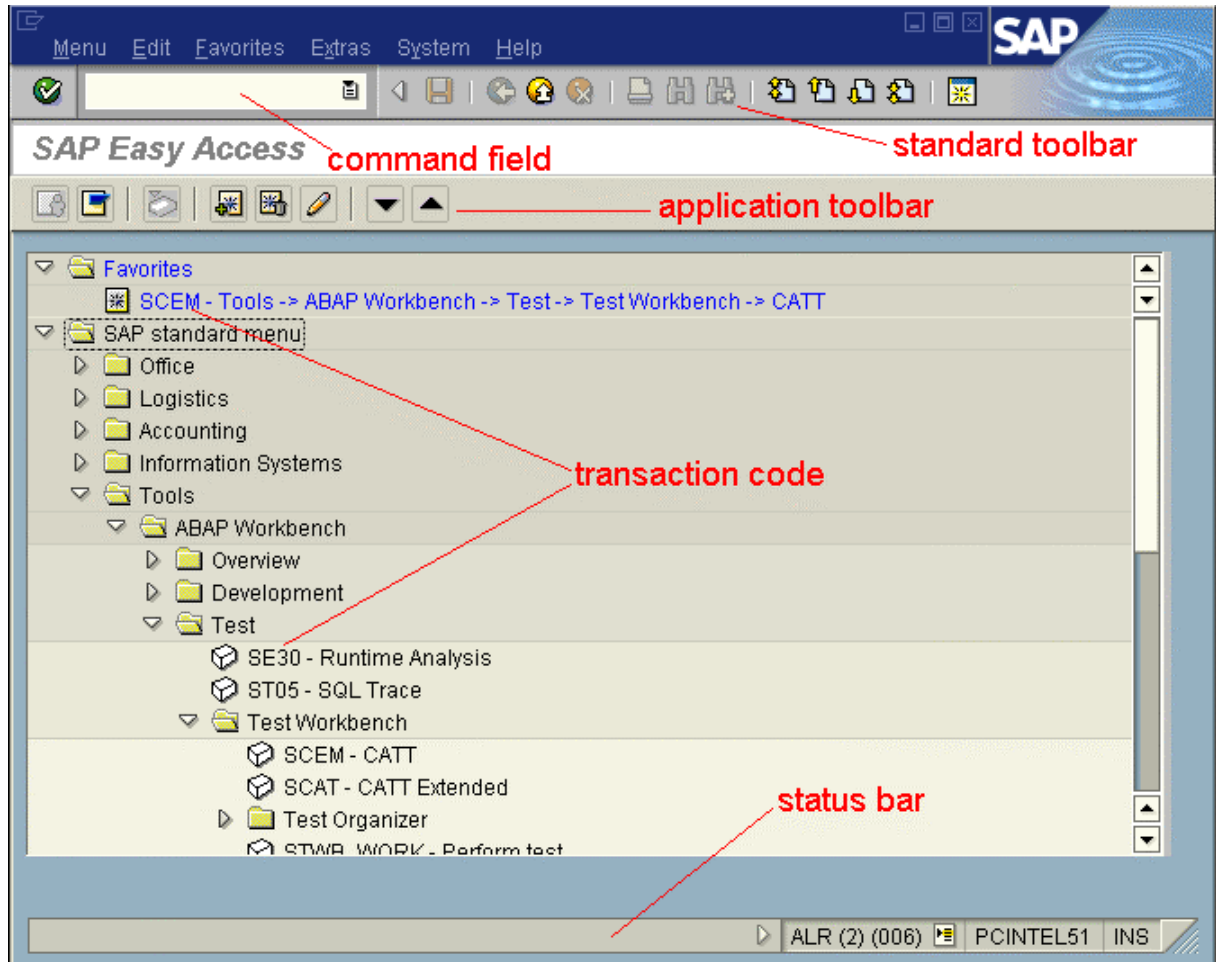 Menu Edit Favorites Extras System Help
SAP
SAP Easy Access
command field
standard toolbar
application toolbar
Favorites
SCEM - Tools -> ABAP Workbench -> Test -> Test Workbench -> CATT
SAP standard menu
Office
Logistics
Accounting
Information Systems
transaction code
Tools
ABAP Workbench
Overview
Development
Test
SE30 - Runtime Analysis
ST05 - SQL Trace
Test Workbench
SCEM - CATT
SCAT - CATT Extended
status bar
Test Organizer
STWB_WORK - Perform test
ALR (2) (006) PCINTEL51 INS